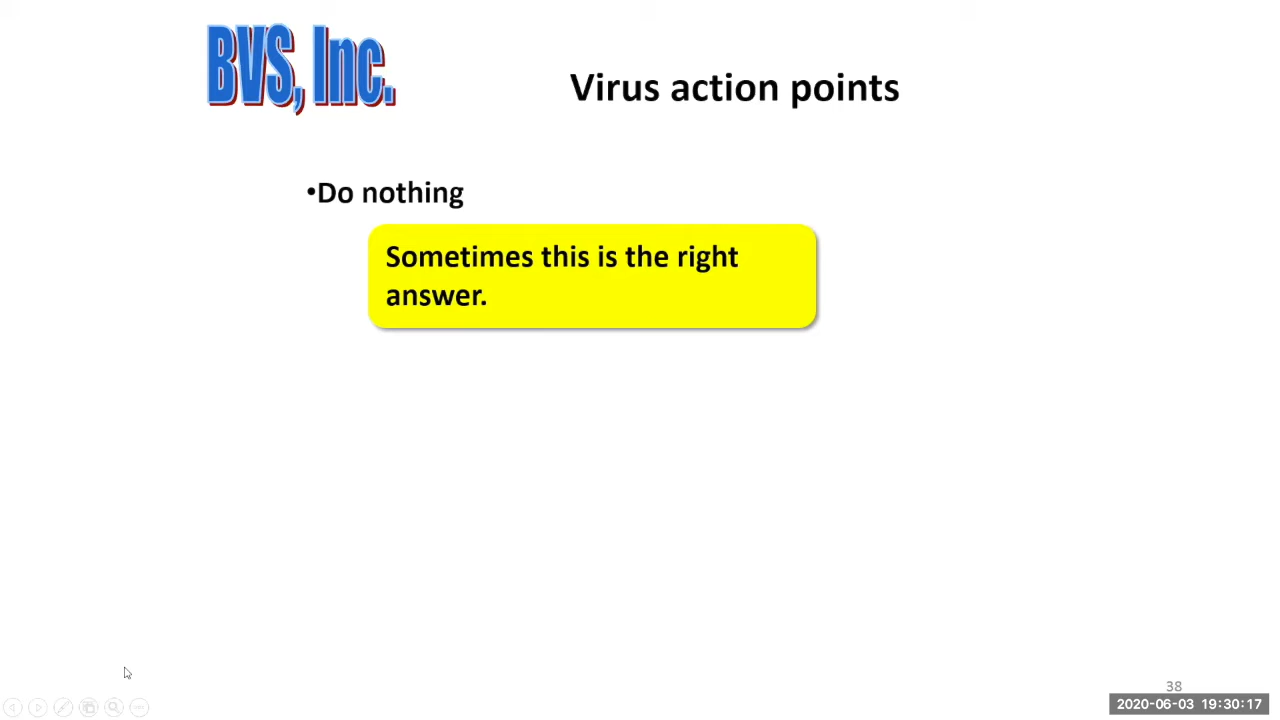 BVS, Inc.
Virus action points
•Do nothing
Sometimes this is the right
answer.
38
2020-06-03 19:30:17